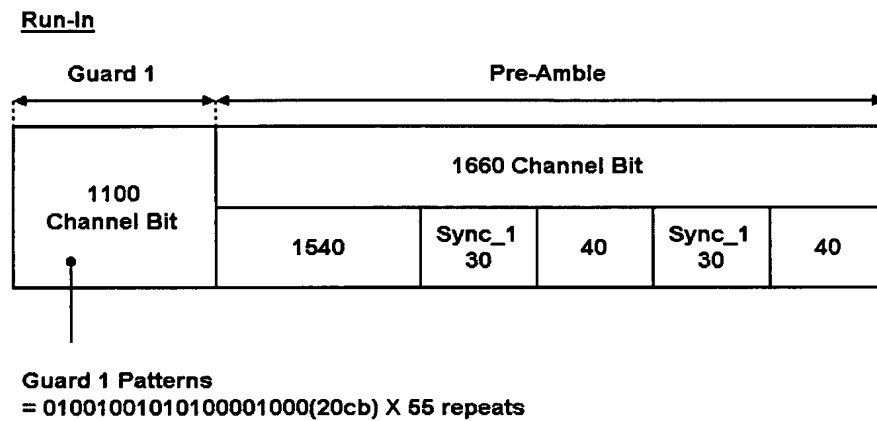 Run-In
Guard 1
Pre-Amble
1100
Channel Bit
1660 Channel Bit
1540
Sync_1
30
40
Sync_1
30
40
Guard 1 Patterns
= 01001001010100001000(20cb) X 55 repeats